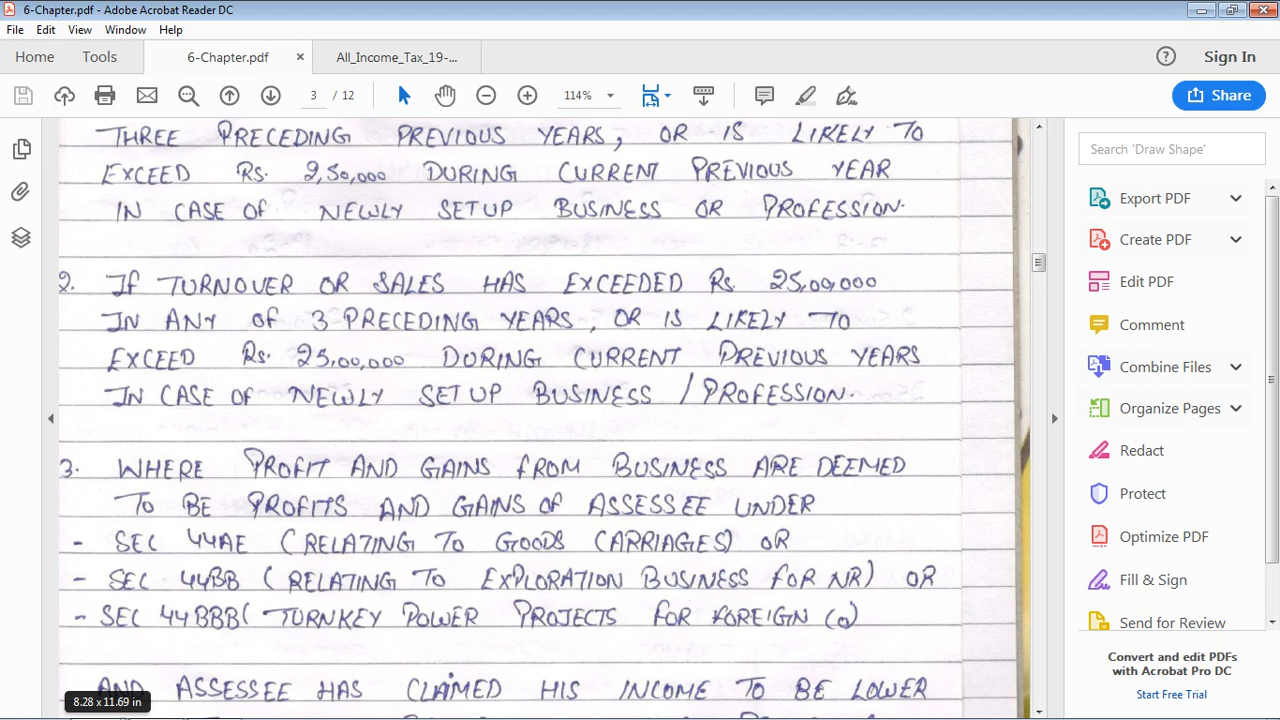 6-Chapter.pdf - Adobe Acrobat Reader DC
File Edit View Window Help
Home Tools 6-Chapter.pdf × All_Income_Tax_19-... Sign In
3 / 12 114% Share
THREE PRECEDING PREVIOUS YEARS, OR IS LIKELY TO
EXCEED RS. 2,50,000 DURING CURRENT PREVIOUS YEAR
IN CASE OF NEWLY SETUP BUSINESS OR PROFESSION.
2. IF TURNOVER OR SALES HAS EXCEEDED RS. 25,00,000
IN ANY OF 3 PRECEDING YEARS, OR IS LIKELY TO
EXCEED RS. 25,00,000 DURING CURRENT PREVIOUS YEARS
IN CASE OF NEWLY SET UP BUSINESS / PROFESSION.
3. WHERE PROFIT AND GAINS FROM BUSINESS ARE DEEMED
TO BE PROFITS AND GAINS OF ASSESSEE UNDER
- SEC 44AE (RELATING TO GOODS CARRIAGES) OR
- SEC 44BB (RELATING TO EXPLORATION BUSINESS FOR NR) OR
- SEC 44BBB( TURNKEY POWER PROJECTS FOR FOREIGN CO)
AND ASSESSEE HAS CLAIMED HIS INCOME TO BE LOWER
8.28 x 11.69 in
Search 'Draw Shape'
Export PDF
Create PDF
Edit PDF
Comment
Combine Files
Organize Pages
Redact
Protect
Optimize PDF
Fill & Sign
Send for Review
Convert and edit PDFs
with Acrobat Pro DC
Start Free Trial